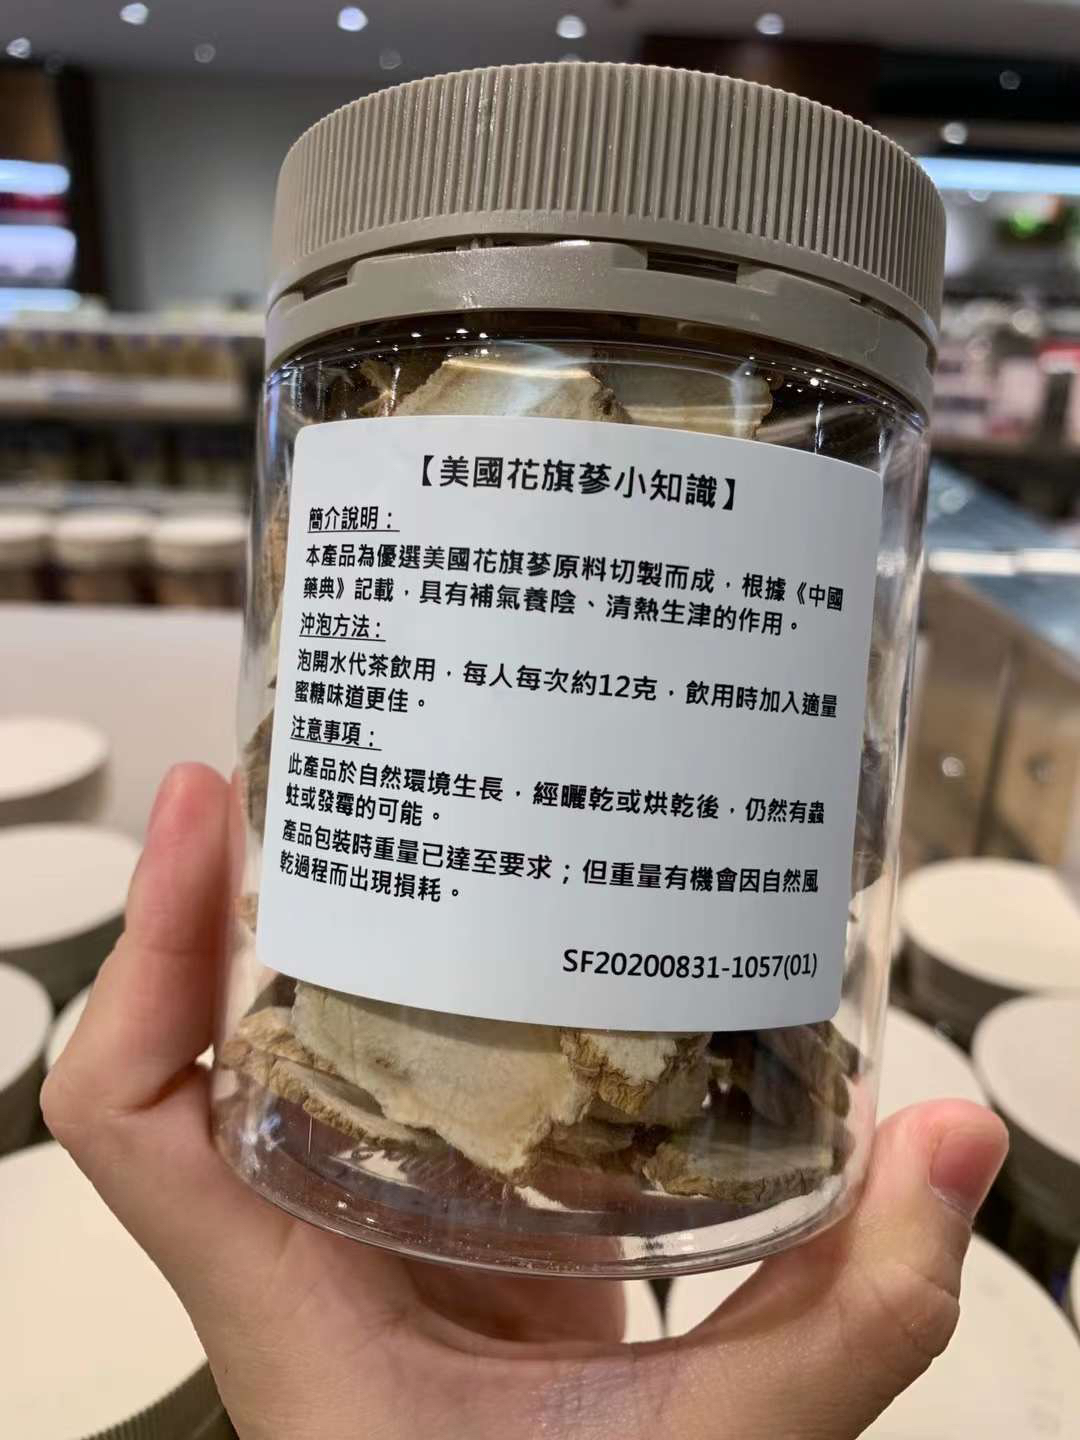 【美國花旗蔘小知識】
簡介說明：
本產品為優選美國花旗蔘原料切製而成，根據《中國
藥典》記載，具有補氣養陰、清熱生津的作用。
沖泡方法：
泡開水代茶飲用，每人每次約12克，飲用時加入適量
蜜糖味道更佳。
注意事項：
此產品於自然環境生長，經曬乾或烘乾後，仍然有蟲
蛀或發霉的可能。
產品包裝時重量已達至要求；但重量有機會因自然風
乾過程而出現損耗。
SF20200831-1057(01)